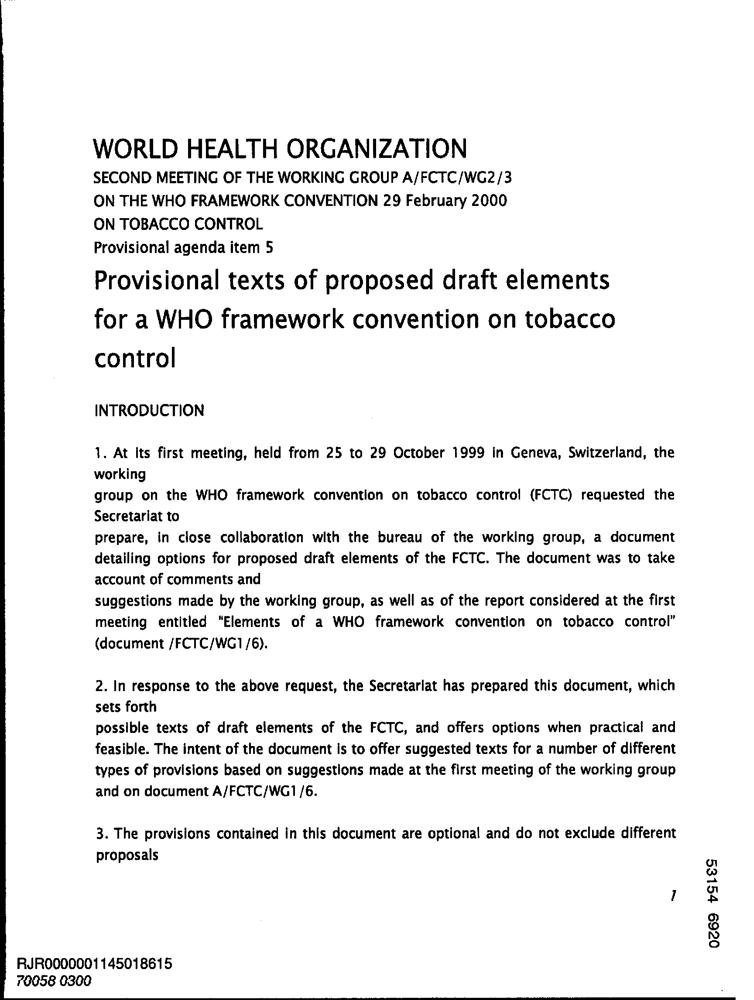 WORLD HEALTH ORGANIZATION
SECOND MEETING OF THE WORKING GROUP A/FCTC/WG2/3
ON THE WHO FRAMEWORK CONVENTION 29 February 2000
ON TOBACCO CONTROL
Provisional agenda item 5
Provisional texts of proposed draft elements
for a WHO framework convention on tobacco
control
INTRODUCTION
1. At its first meeting, held from 25 to 29 October 1999 in Geneva, Switzerland, the
working
group on the WHO framework convention on tobacco control (FCTC) requested the
Secretariat to
prepare, in close collaboration with the bureau of the working group, a document
detailing options for proposed draft elements of the FCTC. The document was to take
account of comments and
suggestions made by the working group, as well as of the report considered at the first
meeting entitled "Elements of a WHO framework convention on tobacco control"
(document /FCTC/WG1/6).
2. In response to the above request, the Secretariat has prepared this document, which
sets forth
possible texts of draft elements of the FCTC, and offers options when practical and
feasible. The intent of the document is to offer suggested texts for a number of different
types of provisions based on suggestions made at the first meeting of the working group
and on document A/FCTC/WG1/6.
3. The provisions contained in this document are optional and do not exclude different
proposals
1
53154 6920
RJR0000001145018615
70058 0300